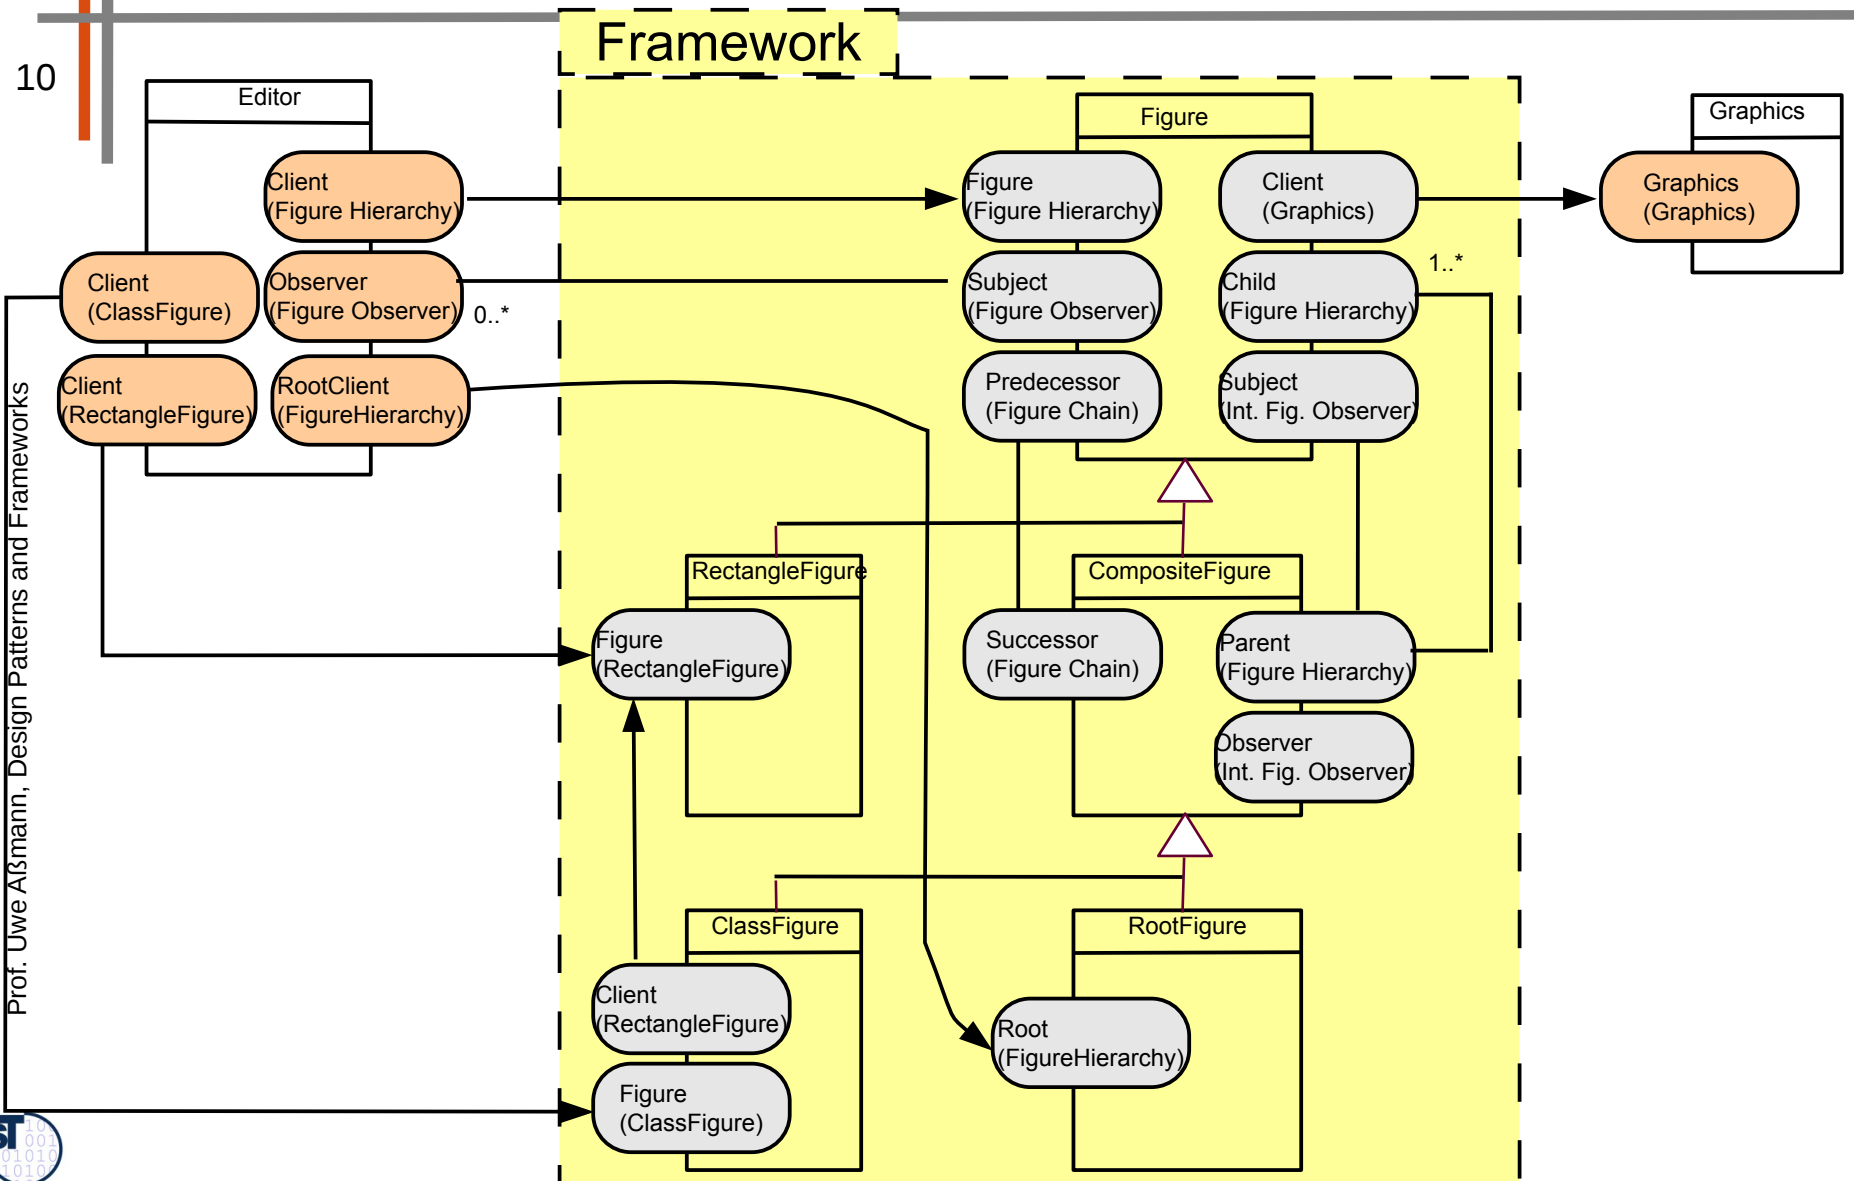 Framework
10
Editor
Client
(Figure Hierarchy)
Client
(ClassFigure)
Observer
(Figure Observer)
0..*
Client
(RectangleFigure)
RootClient
(FigureHierarchy)
Figure
Figure
(Figure Hierarchy)
Client
(Graphics)
Subject
(Figure Observer)
Child
(Figure Hierarchy)
1..*
Predecessor
(Figure Chain)
Subject
(Int. Fig. Observer)
Graphics
Graphics
(Graphics)
RectangleFigure
Figure
(RectangleFigure)
CompositeFigure
Successor
(Figure Chain)
Parent
(Figure Hierarchy)
Observer
(Int. Fig. Observer)
ClassFigure
Client
(RectangleFigure)
Figure
(ClassFigure)
RootFigure
Root
(FigureHierarchy)
Prof. Uwe Aßmann, Design Patterns and Frameworks